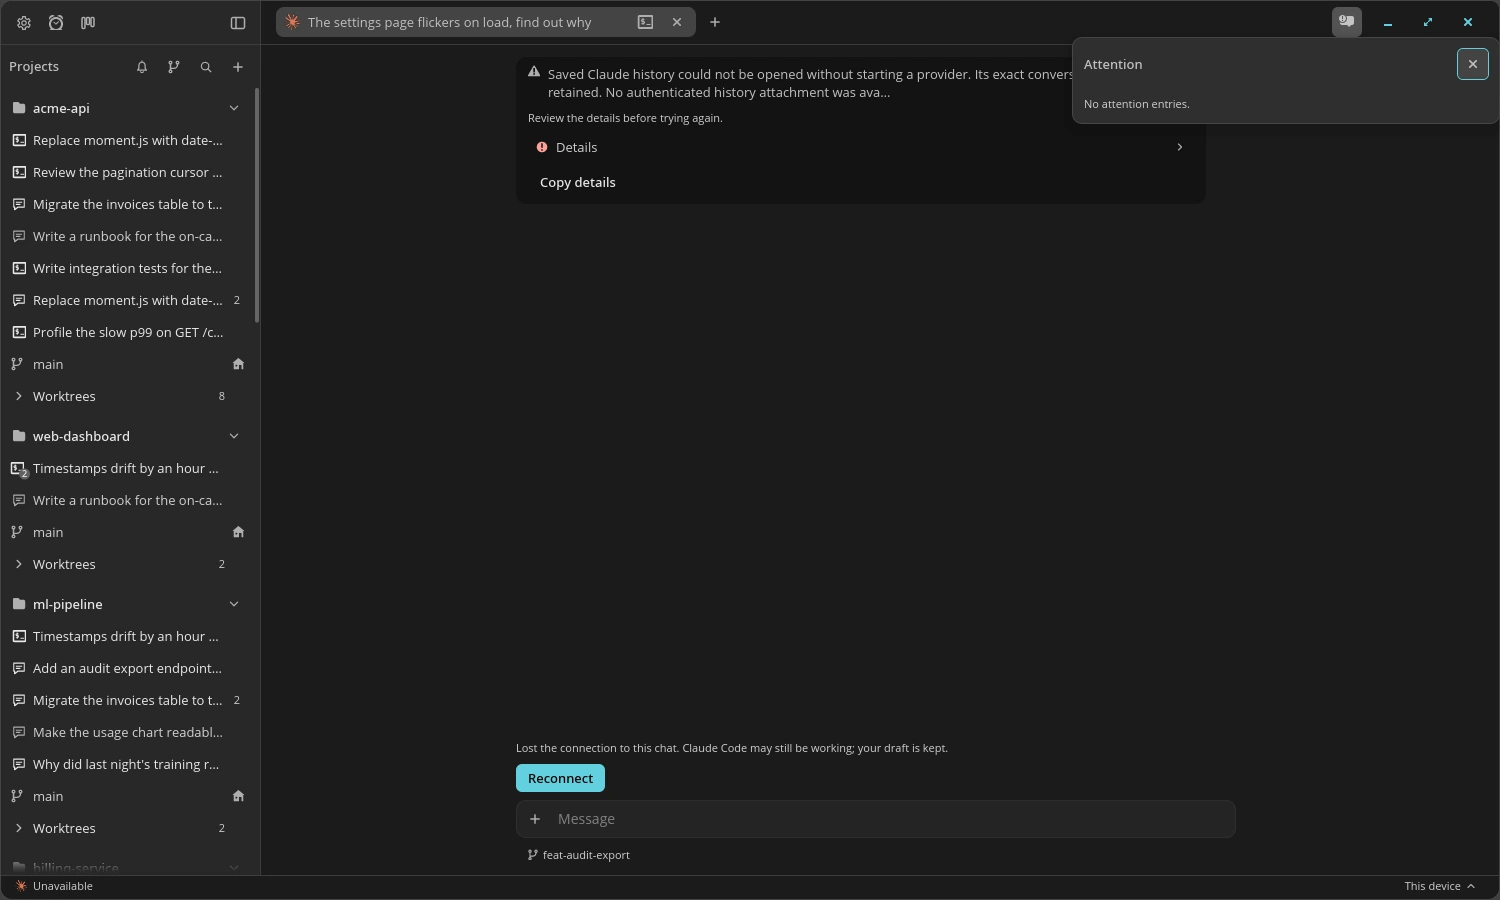 The settings page flickers on load, find out why
Projects
acme-api
Replace moment.js with date-...
Review the pagination cursor ...
Migrate the invoices table to t...
Write a runbook for the on-ca...
Write integration tests for the...
Replace moment.js with date-... 2
Profile the slow p99 on GET /c...
main
Worktrees 8
web-dashboard
2 Timestamps drift by an hour ...
Write a runbook for the on-ca...
main
Worktrees 2
ml-pipeline
Timestamps drift by an hour ...
Add an audit export endpoint...
Migrate the invoices table to t... 2
Make the usage chart readabl...
Why did last night's training r...
main
Worktrees 2
billing-service
Unavailable
Saved Claude history could not be opened without starting a provider. Its exact convers
retained. No authenticated history attachment was ava...
Review the details before trying again.
Details
Copy details
Attention
No attention entries.
Lost the connection to this chat. Claude Code may still be working; your draft is kept.
Reconnect
Message
feat-audit-export
This device